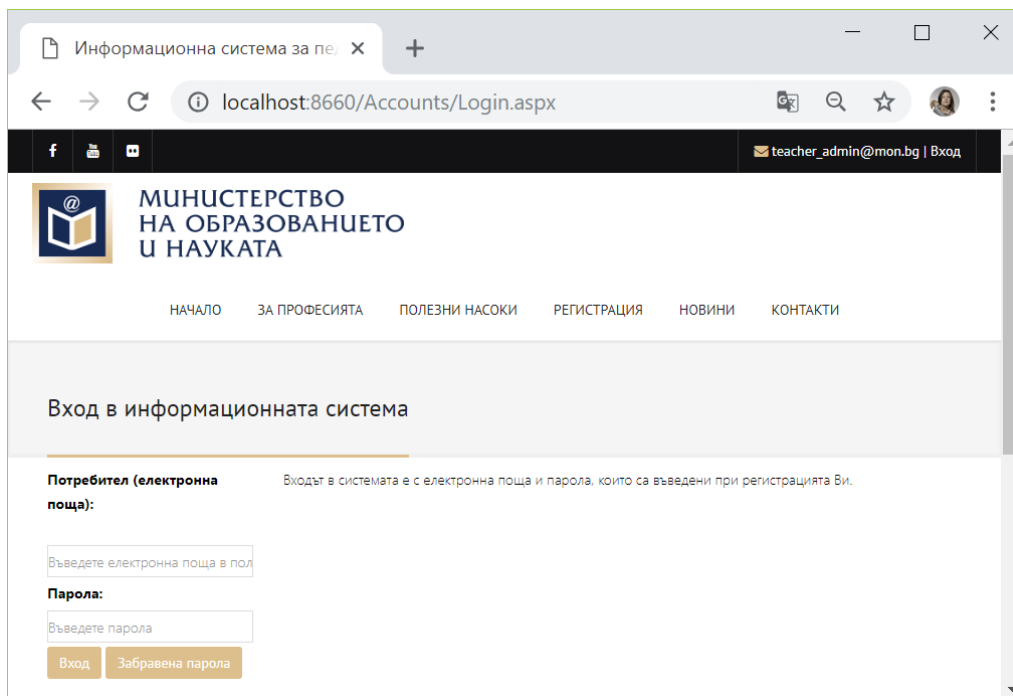 Информационна система за пе
localhost:8660/Accounts/Login.aspx
f You Tube
teacher_admin@mon.bg | Вход
@
МИНИСТЕРСТВО
НА ОБРАЗОВАНИЕТО
И НАУКАТА
НАЧАЛО ЗА ПРОФЕСИЯТА ПОЛЕЗНИ НАСОКИ РЕГИСТРАЦИЯ НОВИНИ КОНТАКТИ
Вход в информационната система
Потребител (електронна
поща):
Входът в системата е с електронна поща и парола, които са въведени при регистрацията Ви.
Въведете електронна поща в пол
Парола:
Въведете парола
Вход Забравена парола